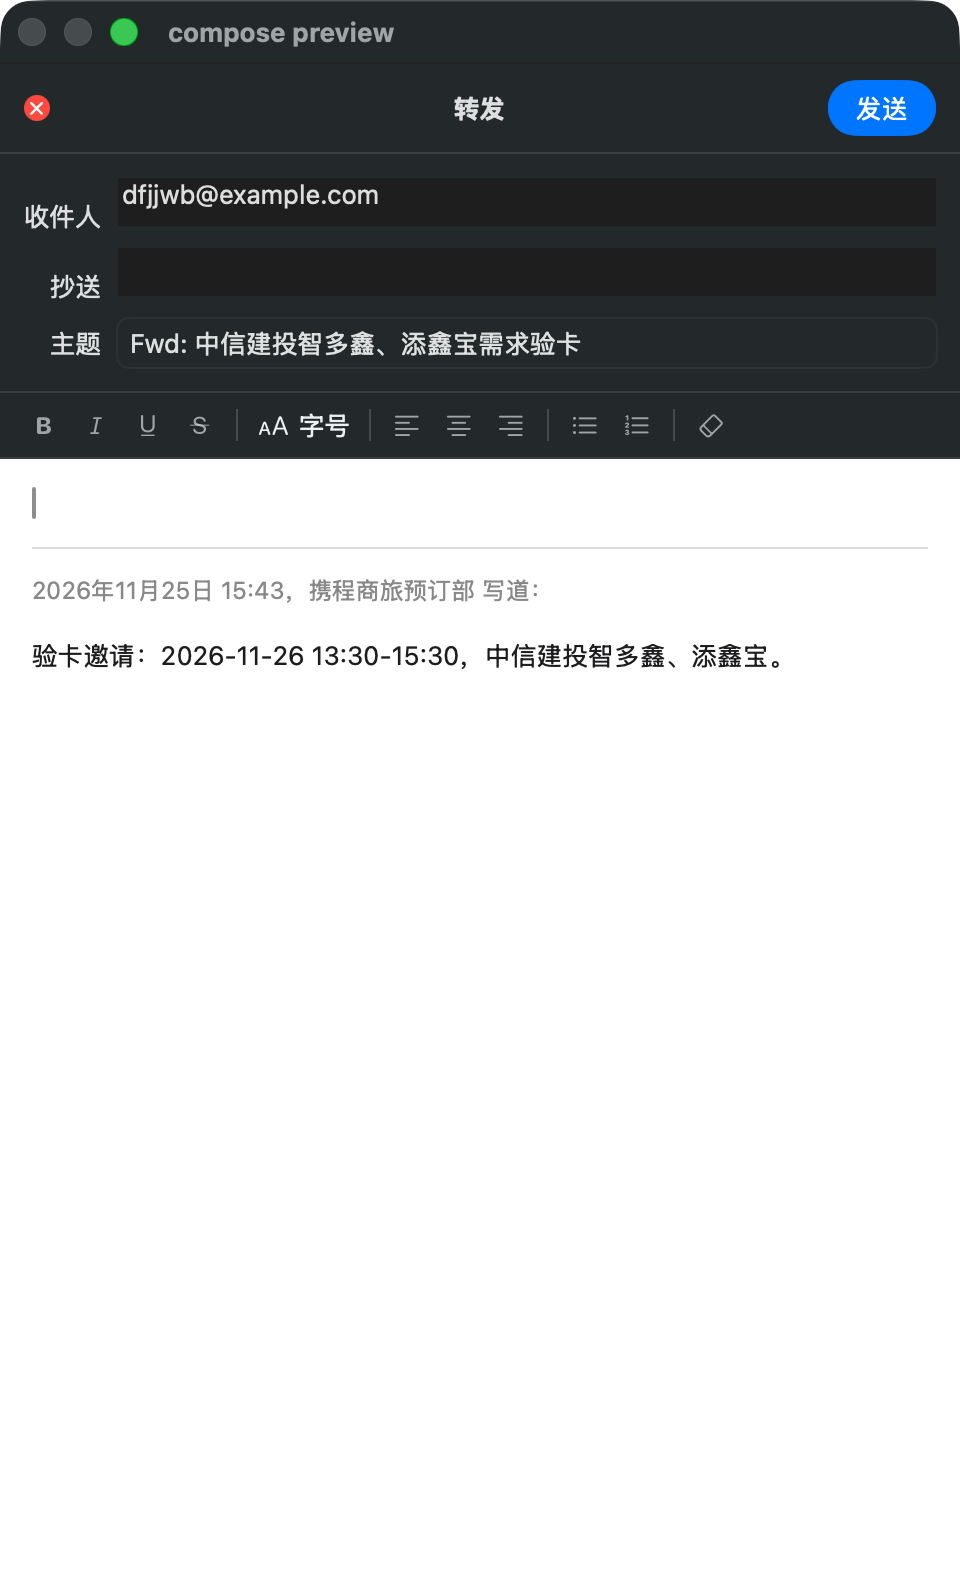 compose preview
转发
发送
收件人 dfjjwb@example.com
抄送
主题 Fwd: 中信建投智多鑫、添鑫宝需求验卡
B I U S AA 字号
2026年11月25日 15:43，携程商旅预订部 写道：
验卡邀请：2026-11-26 13:30-15:30，中信建投智多鑫、添鑫宝。